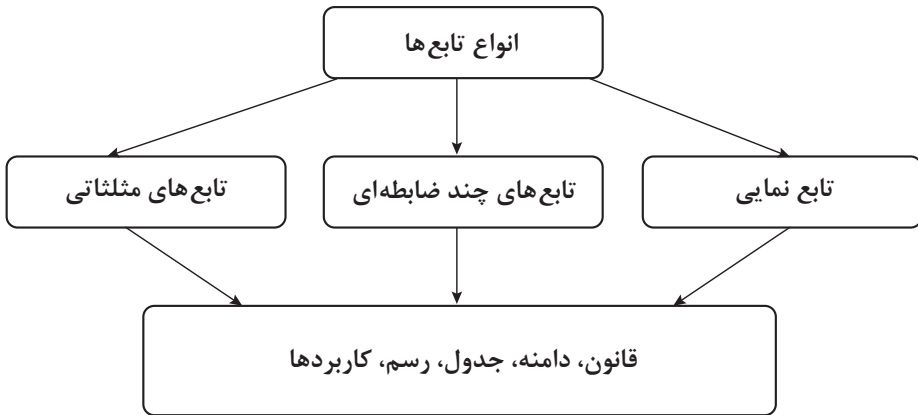 انواع تابع‌ها
تابع نمایی
تابع‌های چند ضابطه‌ای
تابع‌های مثلثاتی
قانون، دامنه، جدول، رسم، کاربردها